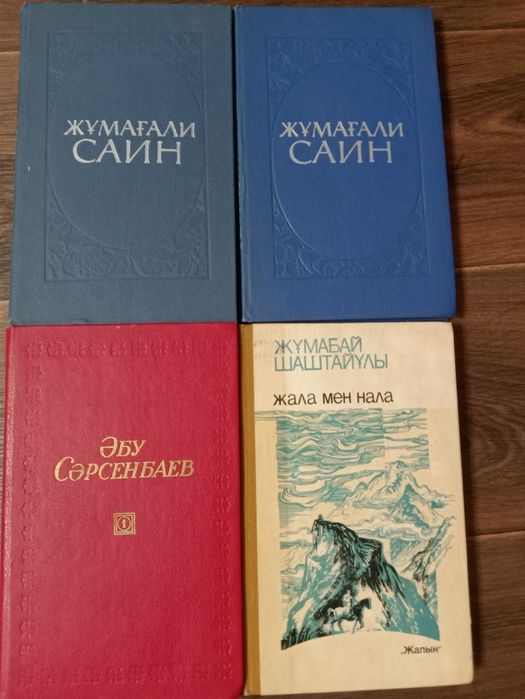 ЖҰМАҒАЛИ
САИН
ЖҰМАҒАЛИ
САИН
ӘБУ
СӘРСЕНБАЕВ
1
ЖҰМАБАЙ
ШАШТАЙҰЛЫ
жала мен нала
„Жалын"